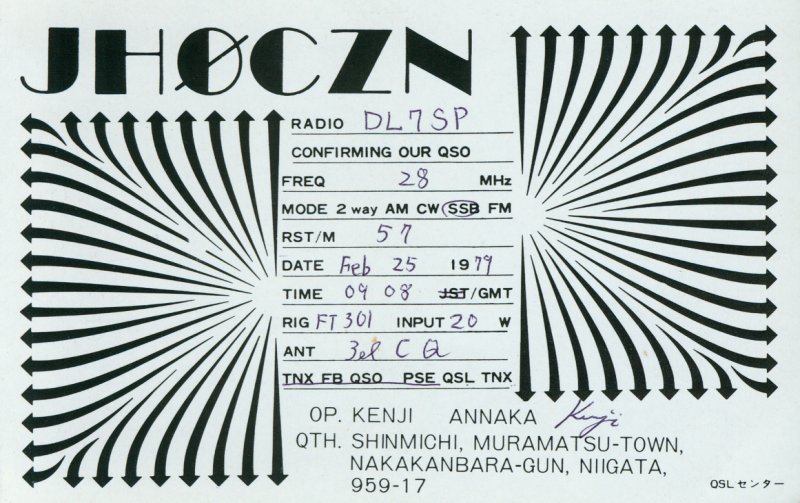 JHØCZN
RADIO DL7SP
CONFIRMING OUR QSO
FREQ 28 MHz
MODE 2 way AM CW SSB FM
RST/M 57
DATE Feb 25 1979
TIME 09 08 JST/GMT
RIG FT301 INPUT 20 W
ANT 3el C Q
TNX FB QSO PSE QSL TNX
OP. KENJI ANNAKA Kenji
QTH. SHINMICHI, MURAMATSU-TOWN,
NAKAKANBARA-GUN, NIIGATA,
959-17
QSLセンター